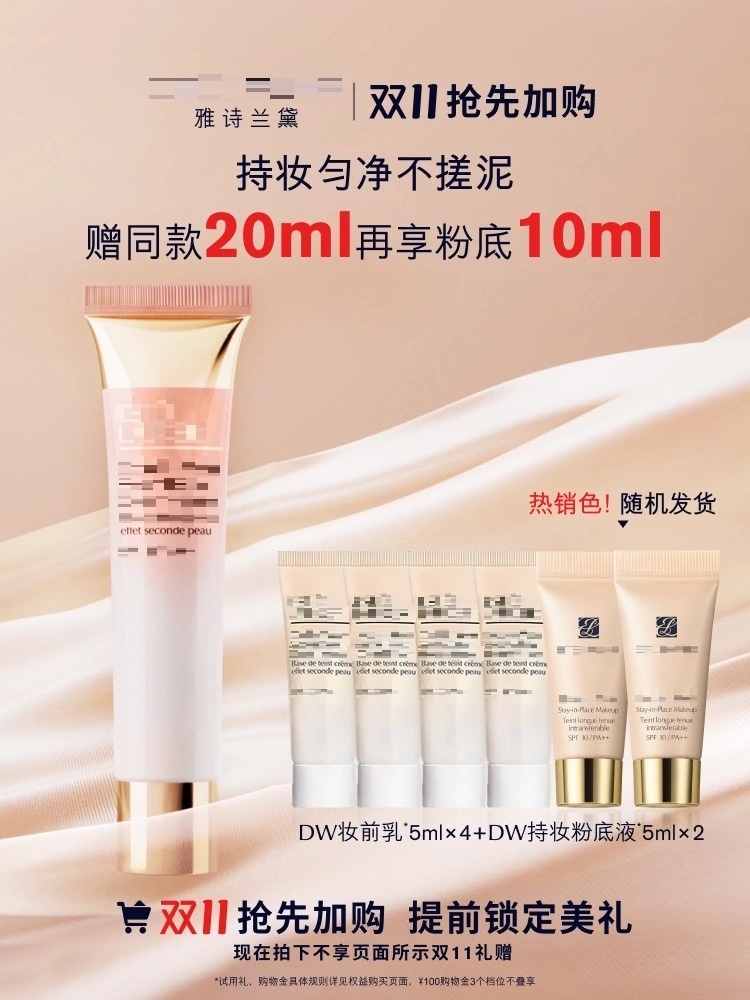 雅诗兰黛
双11抢先加购
持妆匀净不搓泥
赠同款20ml再享粉底10ml
effet seconde peau
热销色！随机发货
Base de teint crème
effet seconde peau
Base de teint crème
effet seconde peau
Base de teint crème
effet seconde peau
Base de teint crème
effet seconde peau
Stay-in-Place Makeup
Teint longue tenue
intransférable
SPF 10/PA++
Stay-in-Place Makeup
Teint longue tenue
intransférable
SPF 10/PA++
DW妆前乳*5ml×4+DW持妆粉底液*5ml×2
双11抢先加购 提前锁定美礼
现在拍下不享页面所示双11礼赠
*试用礼、购物金具体规则详见权益购买页面，¥100购物金3个档位不叠享